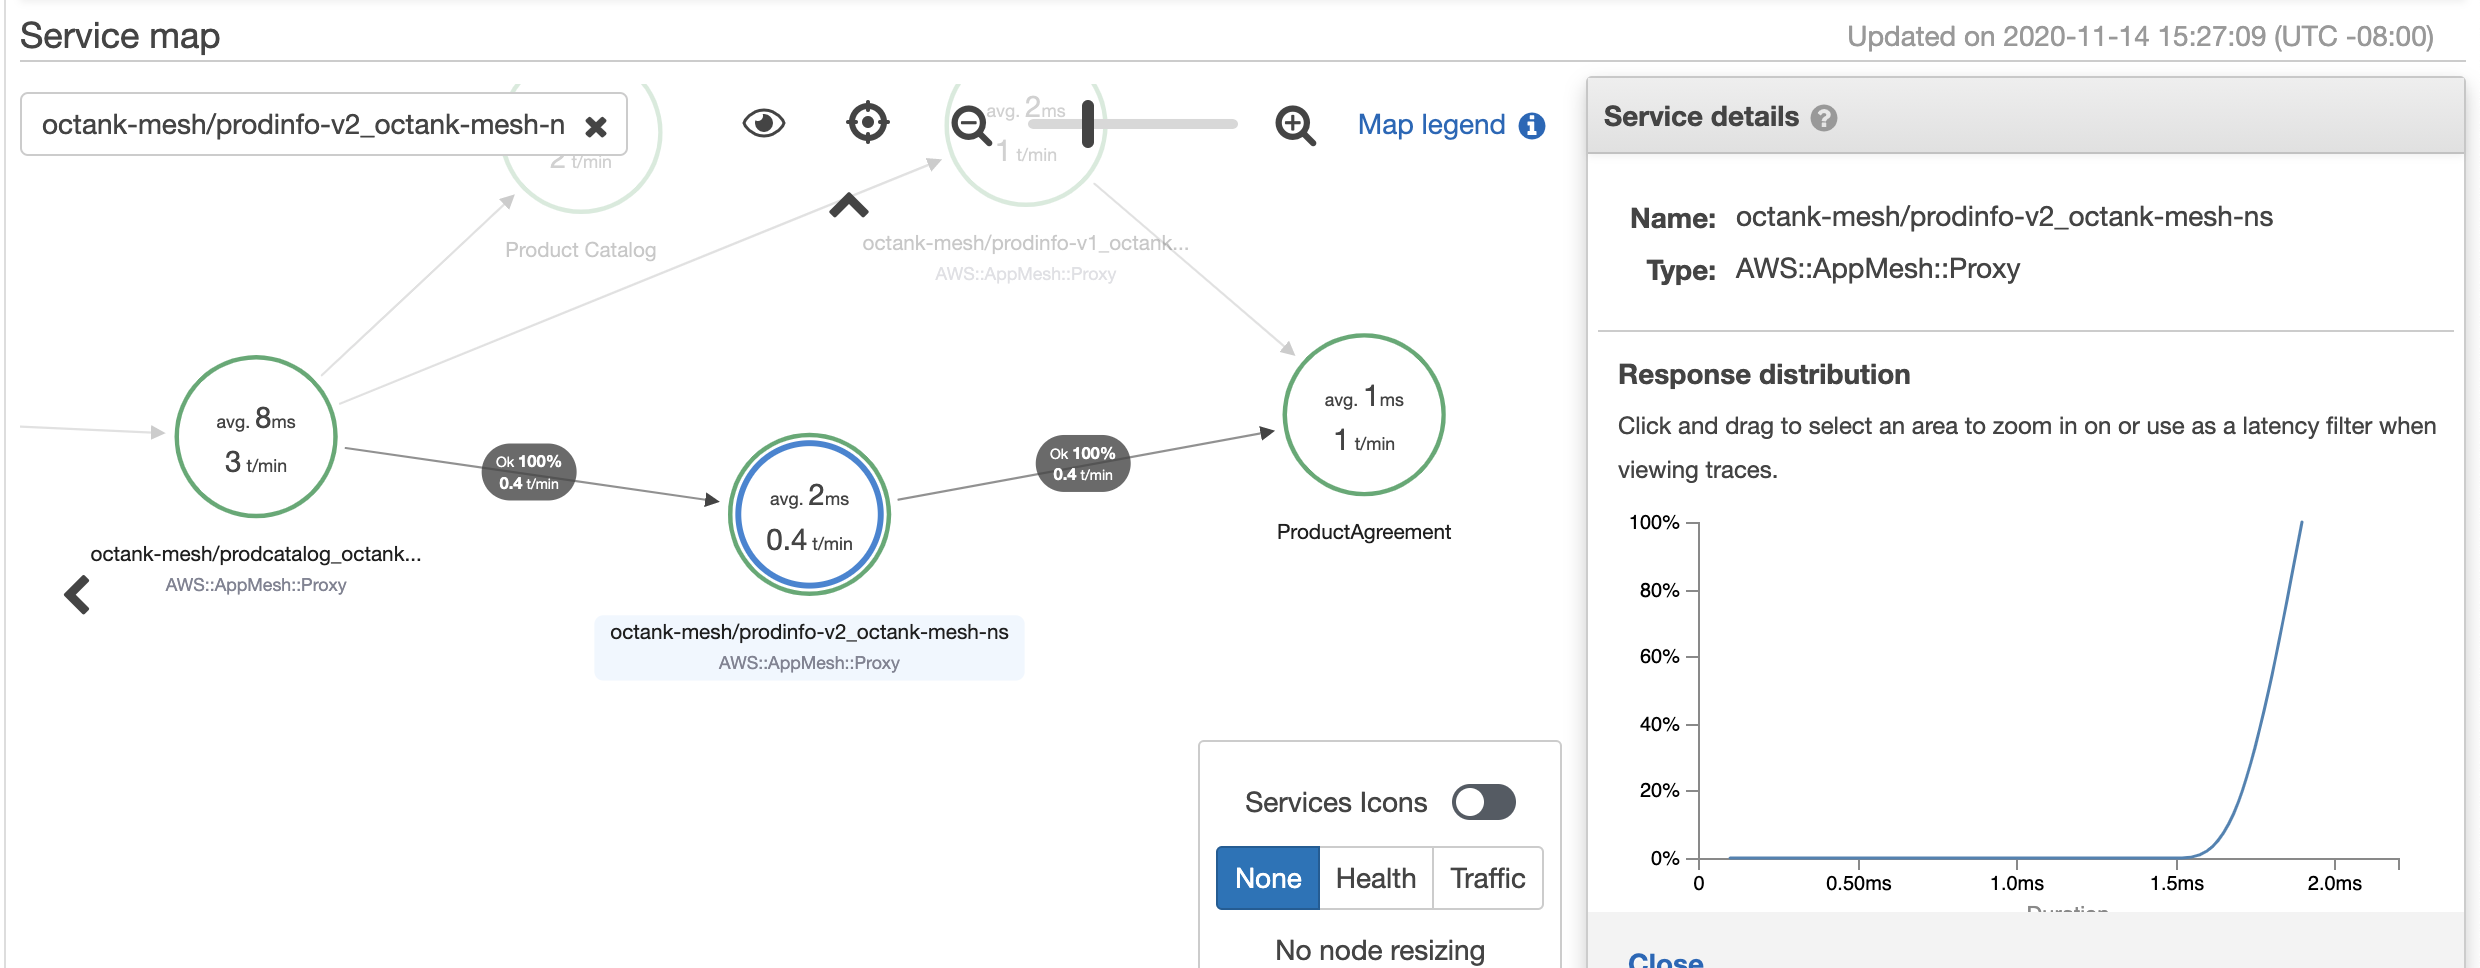 Service map
Updated on 2020-11-14 15:27:09 (UTC -08:00)
octank-mesh/prodinfo-v2_octank-mesh-n
2 t/min
Product Catalog
avg. 2ms
1 t/min
octank-mesh/prodinfo-v1_octank...
AWS::AppMesh::Proxy
Map legend
avg. 8ms
3 t/min
octank-mesh/prodcatalog_octank...
AWS::AppMesh::Proxy
Ok 100%
0.4 t/min
avg. 2ms
0.4 t/min
octank-mesh/prodinfo-v2_octank-mesh-ns
AWS::AppMesh::Proxy
Ok 100%
0.4 t/min
avg. 1ms
1 t/min
ProductAgreement
Services Icons
None Health Traffic
No node resizing
Service details
Name: octank-mesh/prodinfo-v2_octank-mesh-ns
Type: AWS::AppMesh::Proxy
Response distribution
Click and drag to select an area to zoom in on or use as a latency filter when
viewing traces.
100%
80%
60%
40%
20%
0%
0 0.50ms 1.0ms 1.5ms 2.0ms
Duration
Close